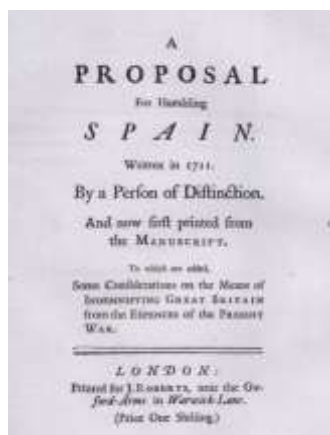 A
PROPOSAL
For Humbling
SPAIN.
Written in 1711.
By a Perſon of Diſtinction.
And now firſt printed from
the MANUSCRIPT.
To which are added,
Some Conſiderations on the Means of
INDEMNIFYING GREAT BRITAIN
from the EXPENCES of the PRESENT
WAR.
LONDON:
Printed for J. ROBERTS, near the Ox-
ford-Arms in Warwick-Lane.
(Price One Shilling.)